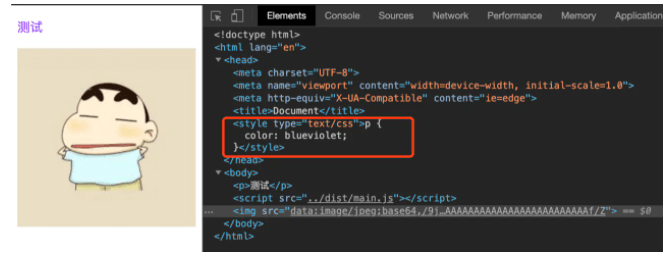 测试
Elements Console Sources Network Performance Memory Application
<!doctype html>
<html lang="en">
<head>
<meta charset="UTF-8">
<meta name="viewport" content="width=device-width, initial-scale=1.0">
<meta http-equiv="X-UA-Compatible" content="ie=edge">
<title>Document</title>
<style type="text/css">p {
color: blueviolet;
}</style>
</head>
<body>
<p>测试</p>
<script src="../dist/main.js"></script>
... <img src="data:image/jpeg;base64,/9j…AAAAAAAAAAAAAAAAAAAAAAAAAAf/Z"> == $0
</body>
</html>